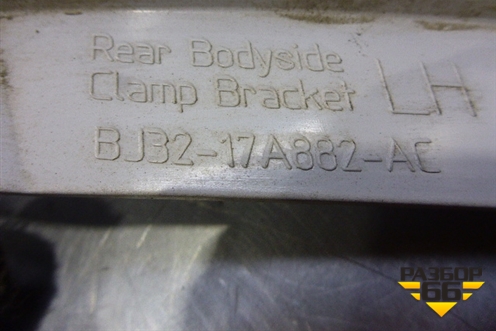 Rear Bodyside
Clamp Bracket LH
BJ32-17A882-AC
РАЗБОР
66